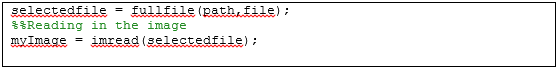 selectedfile = fullfile(path,file);
%%Reading in the image
myImage = imread(selectedfile);